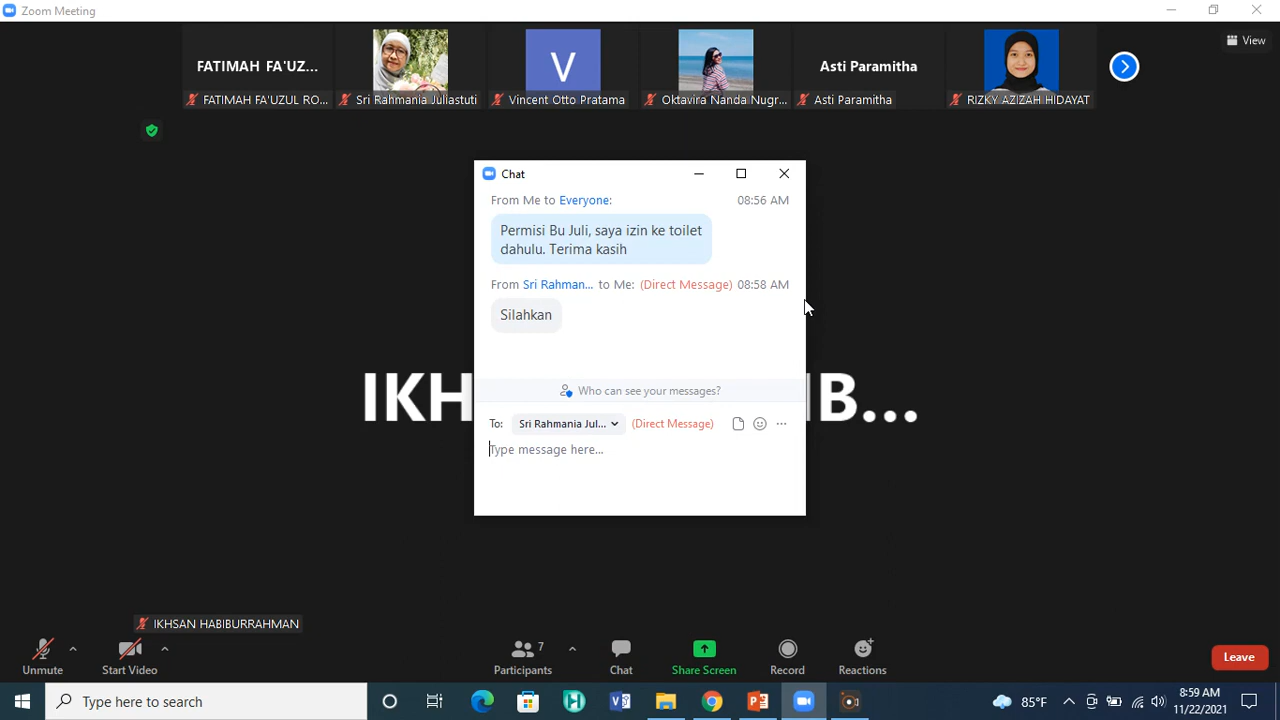 Zoom Meeting
View
FATIMAH FA'UZ...
V
Asti Paramitha
FATIMAH FA'UZUL RO...
Sri Rahmania Juliastuti
Vincent Otto Pratama
Oktavira Nanda Nugr...
Asti Paramitha
RIZKY AZIZAH HIDAYAT
Chat
From Me to Everyone: 08:56 AM
Permisi Bu Juli, saya izin ke toilet
dahulu. Terima kasih
From Sri Rahman... to Me: (Direct Message) 08:58 AM
Silahkan
Who can see your messages?
To: Sri Rahmania Jul... (Direct Message)
Type message here...
IKHSAN HABIBURRAHMAN
Unmute
Start Video
7
Participants
Chat
Share Screen
Record
Reactions
Leave
Type here to search
85°F
8:59 AM
11/22/2021